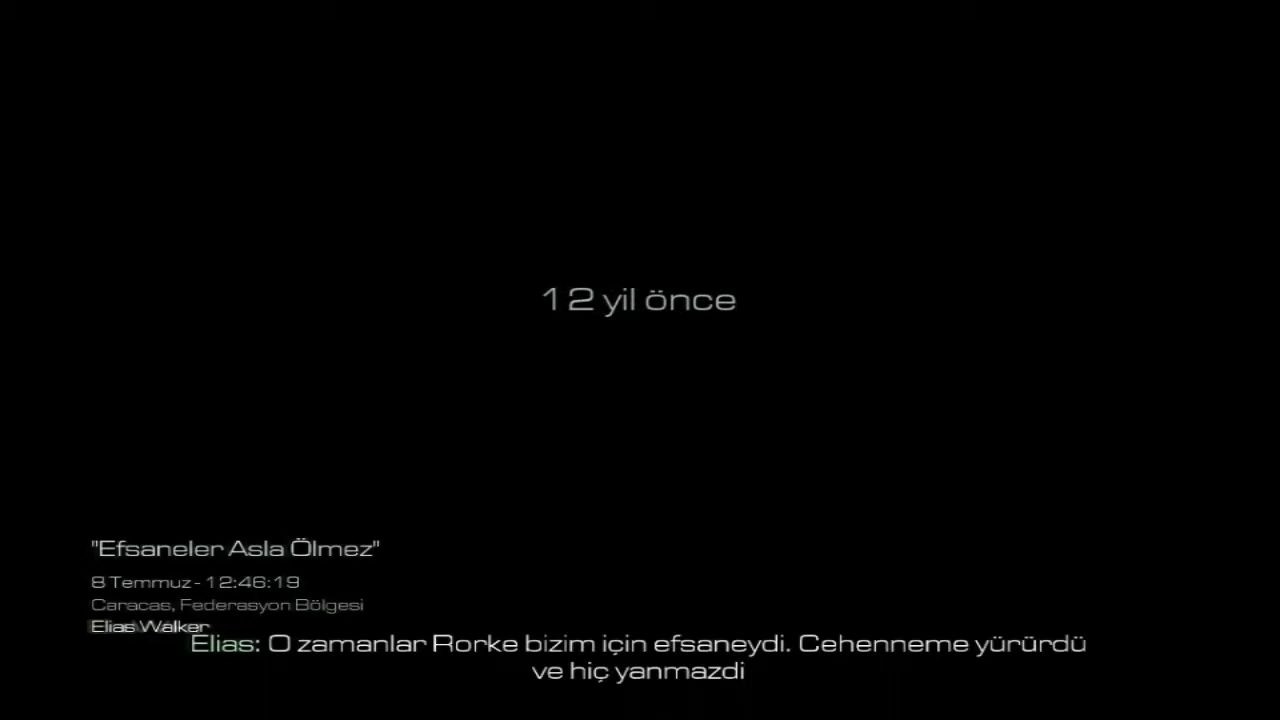 12 yil önce
"Efsaneler Asla Ölmez"
8 Temmuz - 12:46:19
Caracas, Federasyon Bölgesi
Elias Walker
Elias: O zamanlar Rorke bizim için efsaneydi. Cehenneme yürürdü
ve hiç yanmazdi